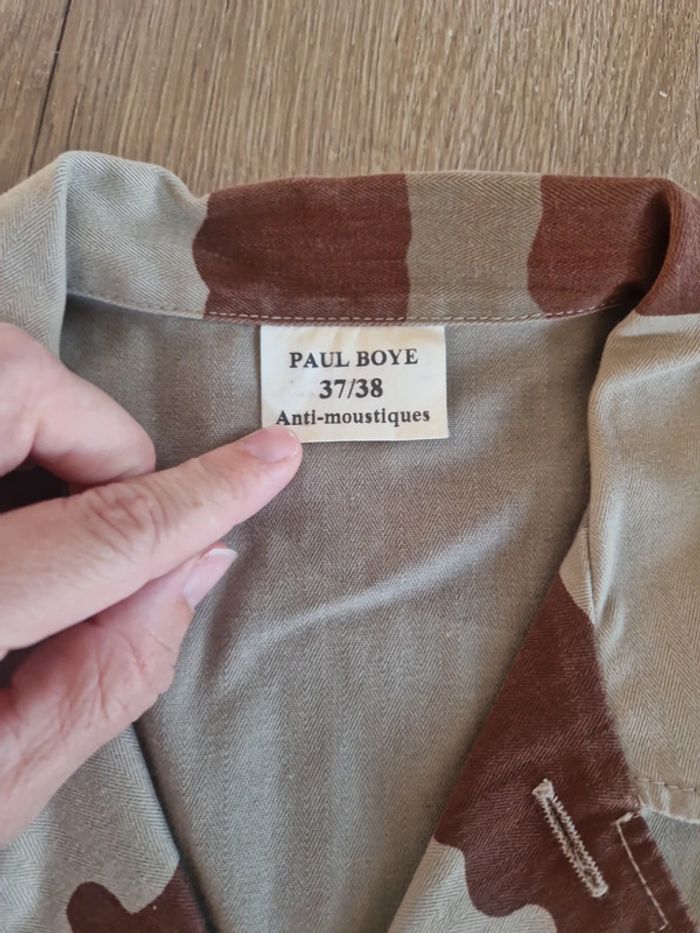 PAUL BOYE
37/38
Anti-moustiques